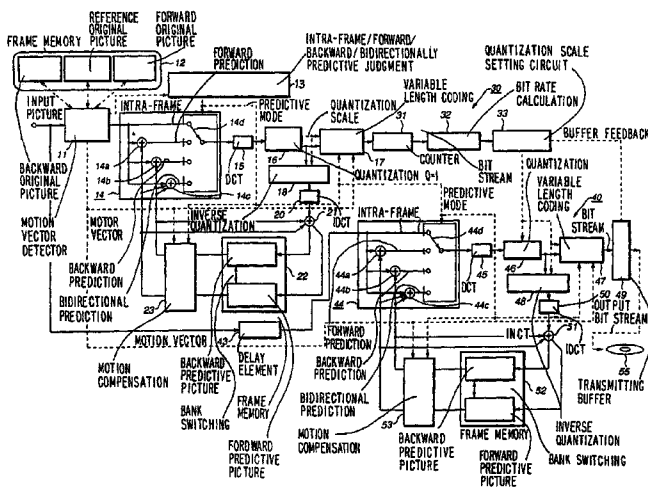 FRAME MEMORY
REFERENCE
ORIGINAL
PICTURE
FORWARD
ORIGINAL
PICTURE
12
INPUT
PICTURE
11
BACKWARD
ORIGINAL
PICTURE
MOTION
VECTOR
DETECTOR
FORWARD
PREDICTION
13
INTRA-FRAME/FORWARD/
BACKWARD/BIDIRECTIONALLY
PREDICTIVE JUDGMENT
INTRA-FRAME
14d
14a
14b
14c
14
PREDICTIVE
MODE
15
DCT
16
QUANTIZATION
SCALE
VARIABLE
LENGTH CODING
17
QUANTIZATION Q-1
31
COUNTER
30
BIT RATE
CALCULATION
32
BIT
STREAM
33
QUANTIZATION SCALE
SETTING CIRCUIT
BUFFER FEEDBACK
18
20
21
IDCT
INVERSE
QUANTIZATION
MOTOR
VECTOR
BACKWARD
PREDICTION
BIDIRECTIONAL
PREDICTION
23
22
MOTION VECTOR
MOTION
COMPENSATION
43
DELAY
ELEMENT
BACKWARD
PREDICTIVE
PICTURE
BANK
SWITCHING
FRAME
MEMORY
FORDWARD
PREDICTIVE
PICTURE
INTRA-FRAME
PREDICTIVE
MODE
44d
44a
44b
44c
44
45
DCT
QUANTIZATION
46
VARIABLE
LENGTH CODING
40
BIT
STREAM
47
48
49
50
51
IDCT
INCT
OUTPUT
BIT STREAM
55
TRANSMITTING
BUFFER
FORWARD
PREDICTION
BACKWARD
PREDICTION
BIDIRECTIONAL
PREDICTION
MOTION
COMPENSATION
53
52
BACKWARD
PREDICTIVE
PICTURE
FRAME MEMORY
FORWARD
PREDICTIVE
PICTURE
INVERSE
QUANTIZATION
BANK SWITCHING